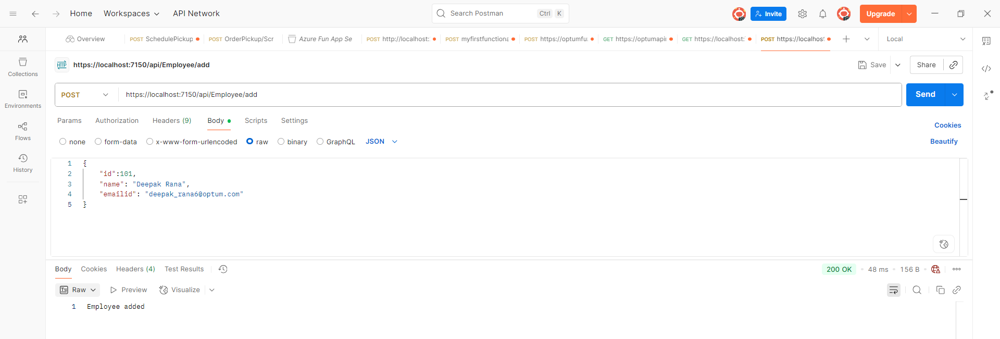 Home Workspaces API Network Search Postman Ctrl K Invite Upgrade
Overview POST SchedulePickup POST OrderPickup/Scr Azure Fun App Se POST http://localhost: POST myfirstfunctiona POST https://optumfu GET https://optumapi GET https://localhost: POST https://localhost Local
HTTP https://localhost:7150/api/Employee/add Save Share
Collections
POST https://localhost:7150/api/Employee/add Send
Environments
Params Authorization Headers (9) Body Scripts Settings
Cookies
Flows
none form-data x-www-form-urlencoded raw binary GraphQL JSON Beautify
History
1 {
2 "id":101,
3 "name": "Deepak Rana",
4 "emailid": "deepak_rana6@optum.com"
5 }
Body Cookies Headers (4) Test Results 200 OK 48 ms 156 B
Raw Preview Visualize
1 Employee added